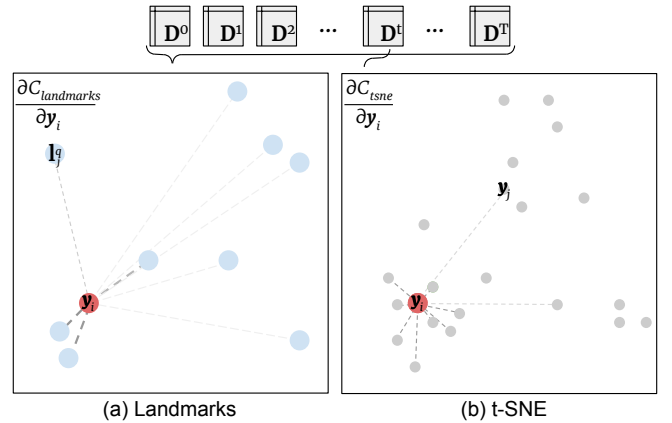 D⁰ D¹ D² ... Dᵗ ... Dᵀ
∂C_landmarks / ∂y_i
∂C_tsne / ∂y_i
l_j^q
y_j
y_i
y_i
(a) Landmarks
(b) t-SNE